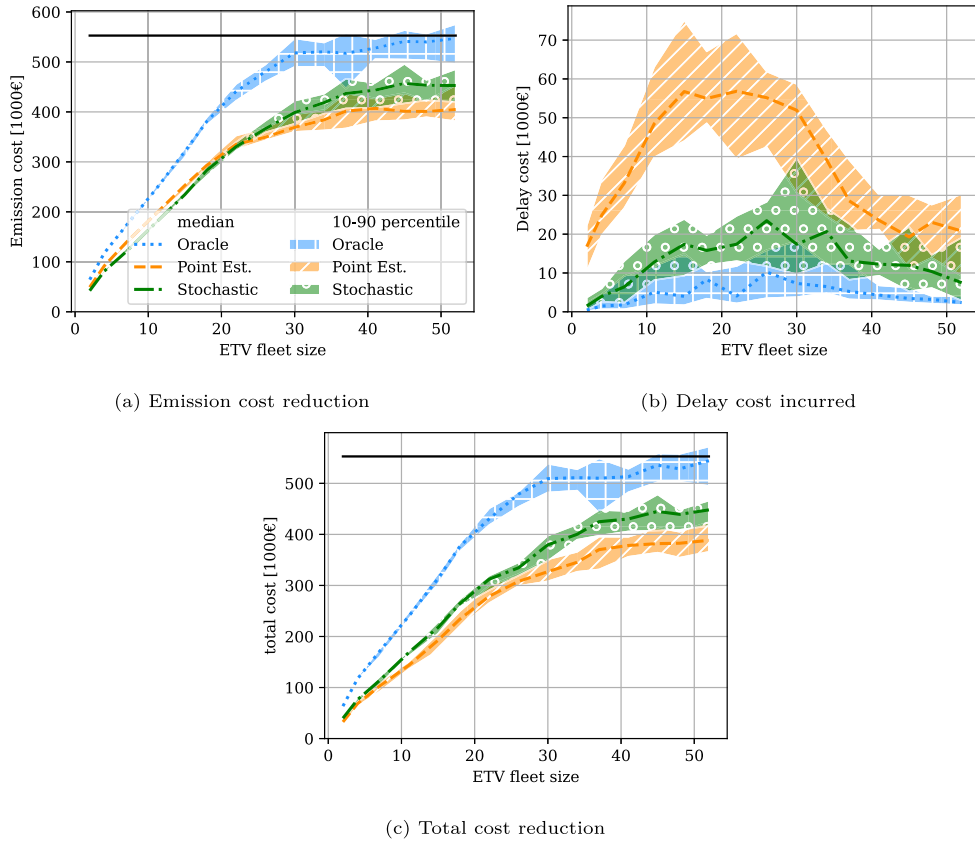 600
500
400
300
200
100
0
Emission cost [1000€]
median
10-90 percentile
Oracle
Oracle
Point Est.
Point Est.
Stochastic
Stochastic
0
10
20
30
40
50
ETV fleet size
(a) Emission cost reduction
70
60
50
40
30
20
10
0
Delay cost [1000€]
0
10
20
30
40
50
ETV fleet size
(b) Delay cost incurred
500
400
300
200
100
0
total cost [1000€]
0
10
20
30
40
50
ETV fleet size
(c) Total cost reduction